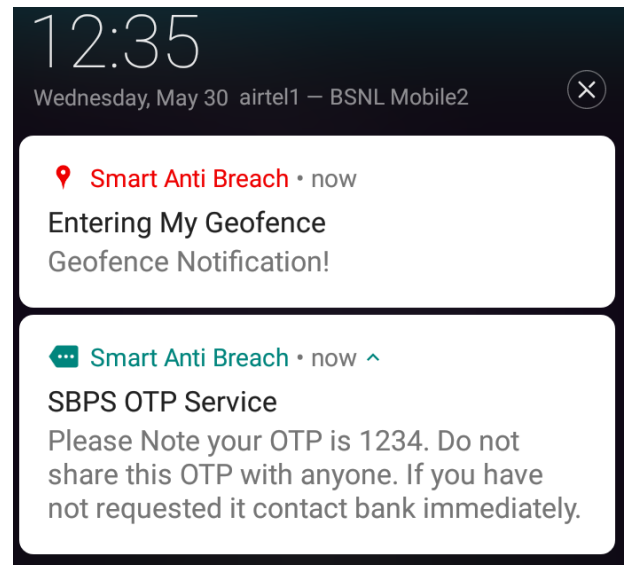 12:35
Wednesday, May 30 airtel1 — BSNL Mobile2
Smart Anti Breach • now
Entering My Geofence
Geofence Notification!
Smart Anti Breach • now
SBPS OTP Service
Please Note your OTP is 1234. Do not
share this OTP with anyone. If you have
not requested it contact bank immediately.